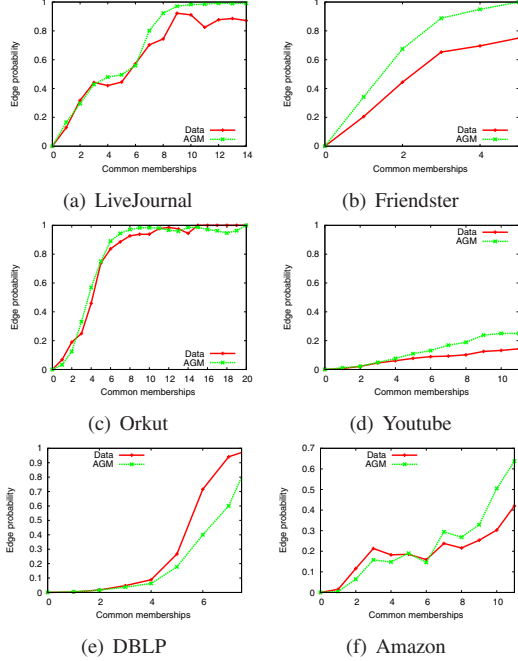 1
0.8
0.6
0.4
0.2
0
Edge probability
Data
AGM
0 2 4 6 8 10 12 14
Common memberships
(a) LiveJournal
1
0.8
0.6
0.4
0.2
0
Edge probability
Data
AGM
0 2 4
Common memberships
(b) Friendster
1
0.8
0.6
0.4
0.2
0
Edge probability
Data
AGM
0 2 4 6 8 10 12 14 16 18 20
Common memberships
(c) Orkut
1
0.8
0.6
0.4
0.2
0
Edge probability
Data
AGM
0 2 4 6 8 10
Common memberships
(d) Youtube
1
0.9
0.8
0.7
0.6
0.5
0.4
0.3
0.2
0.1
0
Edge probability
Data
AGM
0 2 4 6
Common memberships
(e) DBLP
0.7
0.6
0.5
0.4
0.3
0.2
0.1
0
Edge probability
Data
AGM
0 2 4 6 8 10
Common memberships
(f) Amazon